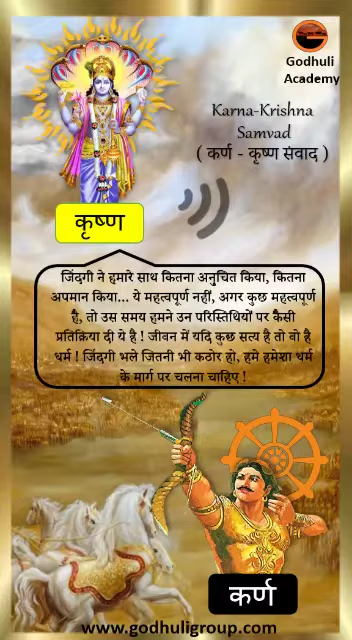 Godhuli
Academy
Karna-Krishna
Samvad
( कर्ण - कृष्ण संवाद )
कृष्ण
जिंदगी ने हमारे साथ कितना अनुचित किया, कितना
अपमान किया... ये महत्वपूर्ण नहीं, अगर कुछ महत्वपूर्ण
है, तो उस समय हमने उन परिस्तिथियों पर कैसी
प्रतिक्रिया दी ये है ! जीवन में यदि कुछ सत्य है तो वो है
धर्म ! जिंदगी भले जितनी भी कठोर हो, हमे हमेशा धर्म
के मार्ग पर चलना चाहिए !
कर्ण
www.godhuligroup.com